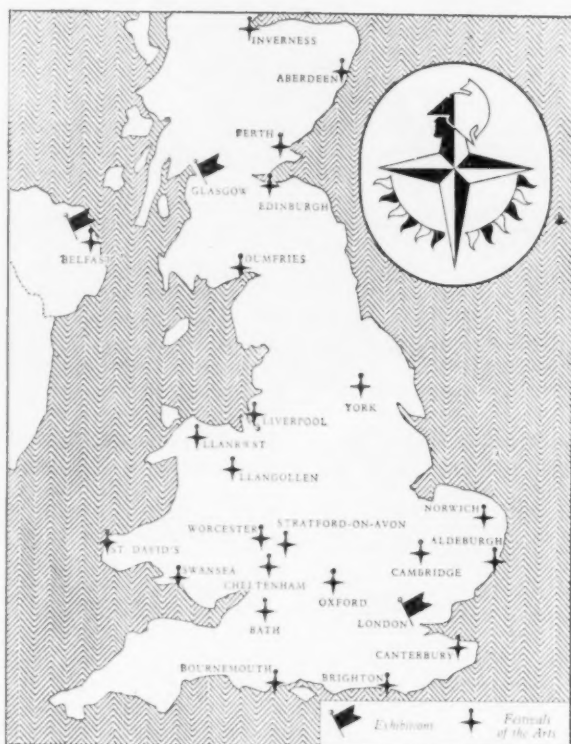 INVERNESS
ABERDEEN
PERTH
GLASGOW
EDINBURGH
BELFAST
DUMFRIES
YORK
LIVERPOOL
LLANRWST
LLANGOLLEN
NORWICH
WORCESTER
STRATFORD-ON-AVON
ALDEBURGH
ST. DAVID'S
SWANSEA
CHELTENHAM
CAMBRIDGE
OXFORD
BATH
LONDON
CANTERBURY
BOURNEMOUTH
BRIGHTON
Exhibitions
Festivals
of the Arts